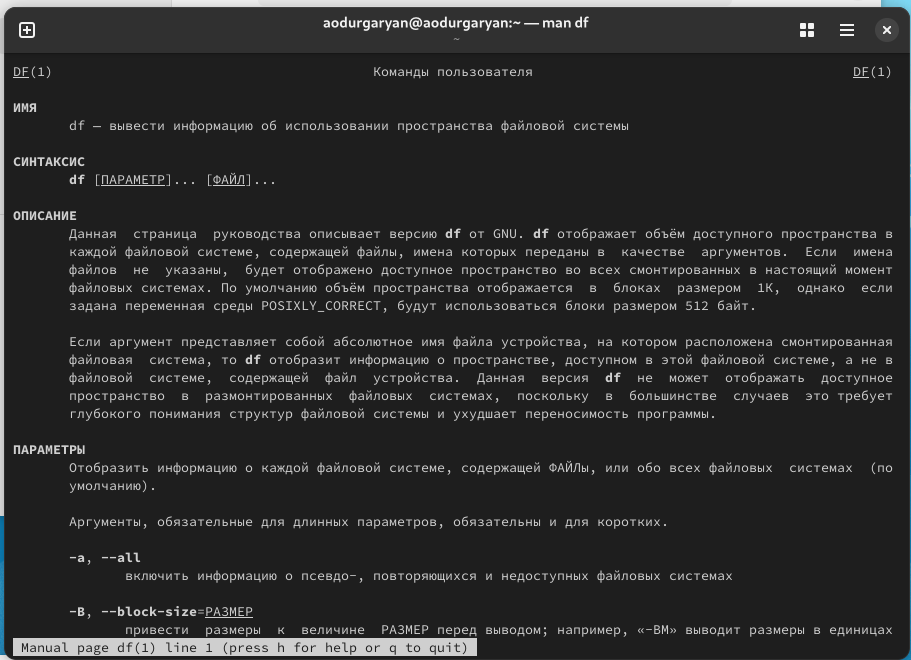 aodurgaryan@aodurgaryan:~ — man df
~
DF(1) Команды пользователя DF(1)
ИМЯ
df — вывести информацию об использовании пространства файловой системы
СИНТАКСИС
df [ПАРАМЕТР]... [ФАЙЛ]...
ОПИСАНИЕ
Данная страница руководства описывает версию df от GNU. df отображает объём доступного пространства в
каждой файловой системе, содержащей файлы, имена которых переданы в качестве аргументов. Если имена
файлов не указаны, будет отображено доступное пространство во всех смонтированных в настоящий момент
файловых системах. По умолчанию объём пространства отображается в блоках размером 1K, однако если
задана переменная среды POSIXLY_CORRECT, будут использоваться блоки размером 512 байт.
Если аргумент представляет собой абсолютное имя файла устройства, на котором расположена смонтированная
файловая система, то df отобразит информацию о пространстве, доступном в этой файловой системе, а не в
файловой системе, содержащей файл устройства. Данная версия df не может отображать доступное
пространство в размонтированных файловых системах, поскольку в большинстве случаев это требует
глубокого понимания структур файловой системы и ухудшает переносимость программы.
ПАРАМЕТРЫ
Отобразить информацию о каждой файловой системе, содержащей ФАЙЛы, или обо всех файловых системах (по
умолчанию).
Аргументы, обязательные для длинных параметров, обязательны и для коротких.
-a, --all
включить информацию о псевдо-, повторяющихся и недоступных файловых системах
-B, --block-size=РАЗМЕР
привести размеры к величине РАЗМЕР перед выводом; например, «-BM» выводит размеры в единицах
Manual page df(1) line 1 (press h for help or q to quit)